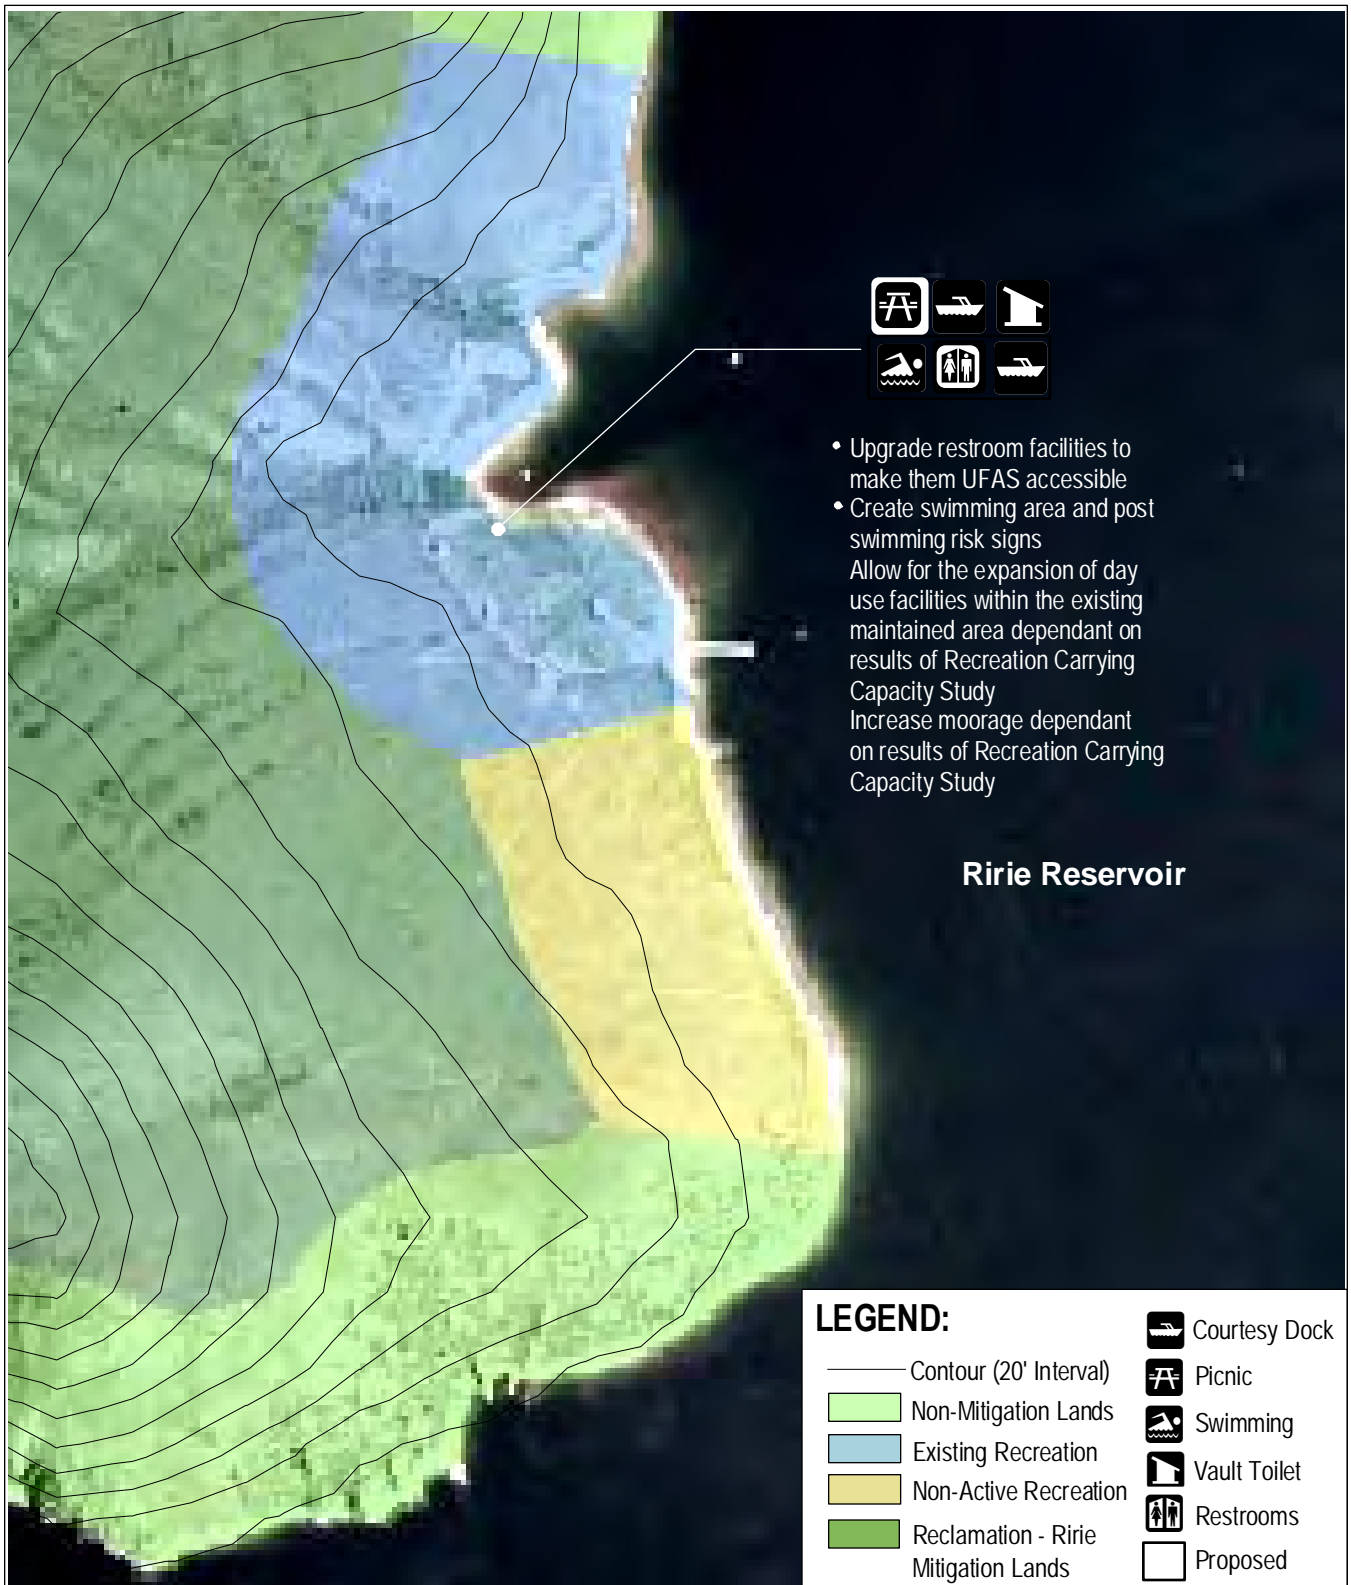 • Upgrade restroom facilities to
make them UFAS accessible
• Create swimming area and post
swimming risk signs
Allow for the expansion of day
use facilities within the existing
maintained area dependant on
results of Recreation Carrying
Capacity Study
Increase moorage dependant
on results of Recreation Carrying
Capacity Study
Ririe Reservoir
LEGEND:
Contour (20' Interval)
Non-Mitigation Lands
Existing Recreation
Non-Active Recreation
Reclamation - Ririe
Mitigation Lands
Courtesy Dock
Picnic
Swimming
Vault Toilet
Restrooms
Proposed